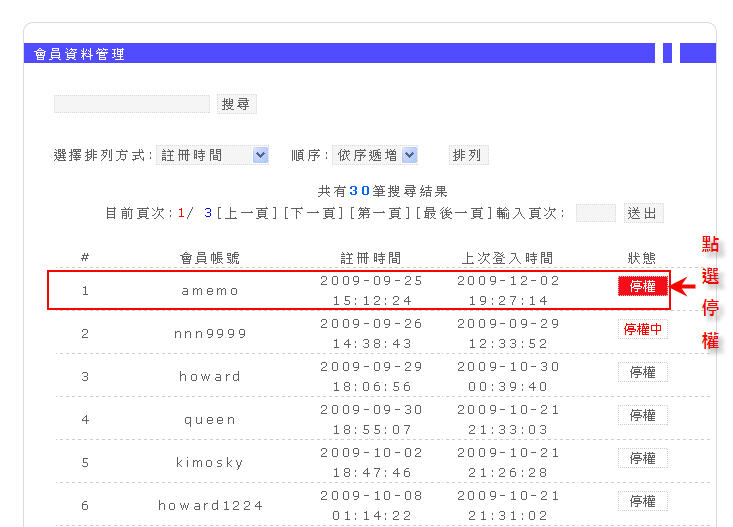 會員資料管理
搜尋
選擇排列方式: 註冊時間 順序: 依序遞增 排列
共有30筆搜尋結果
目前頁次: 1/ 3 [上一頁][下一頁][第一頁][最後一頁]輸入頁次: 送出
# 會員帳號 註冊時間 上次登入時間 狀態
1 amemo 2009-09-25 15:12:24 2009-12-02 19:27:14 停權
2 nnn9999 2009-09-26 14:38:43 2009-09-29 12:33:52 停權中
3 howard 2009-09-29 18:06:56 2009-10-30 00:39:40 停權
4 queen 2009-09-30 18:55:07 2009-10-21 21:33:03 停權
5 kimosky 2009-10-02 18:47:46 2009-10-21 21:26:28 停權
6 howard1224 2009-10-08 01:14:22 2009-10-21 21:31:02 停權
點選停權